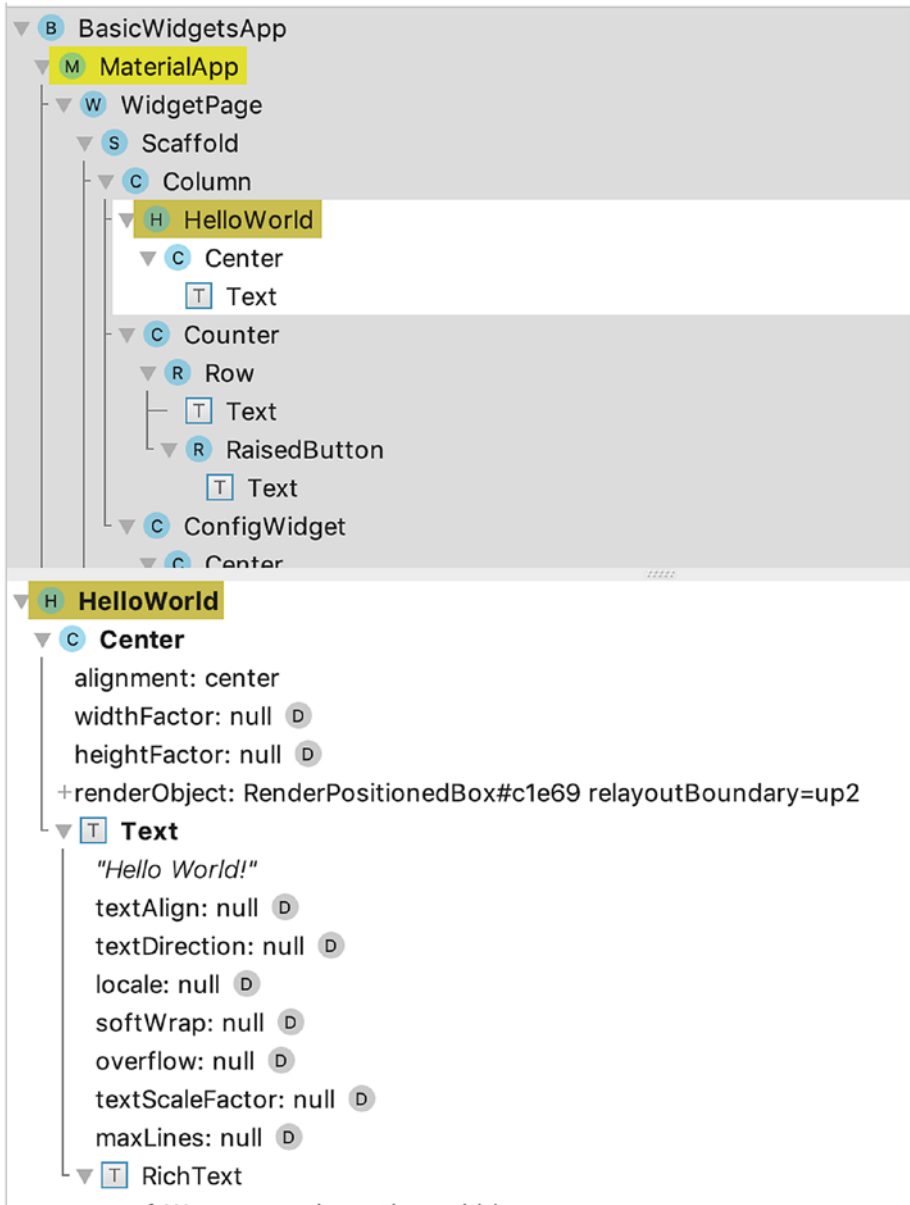 B BasicWidgetsApp
M MaterialApp
W WidgetPage
S Scaffold
C Column
H HelloWorld
C Center
T Text
C Counter
R Row
T Text
R RaisedButton
T Text
C ConfigWidget
C Center
H HelloWorld
C Center
alignment: center
widthFactor: null D
heightFactor: null D
+renderObject: RenderPositionedBox#c1e69 relayoutBoundary=up2
T Text
"Hello World!"
textAlign: null D
textDirection: null D
locale: null D
softWrap: null D
overflow: null D
textScaleFactor: null D
maxLines: null D
T RichText